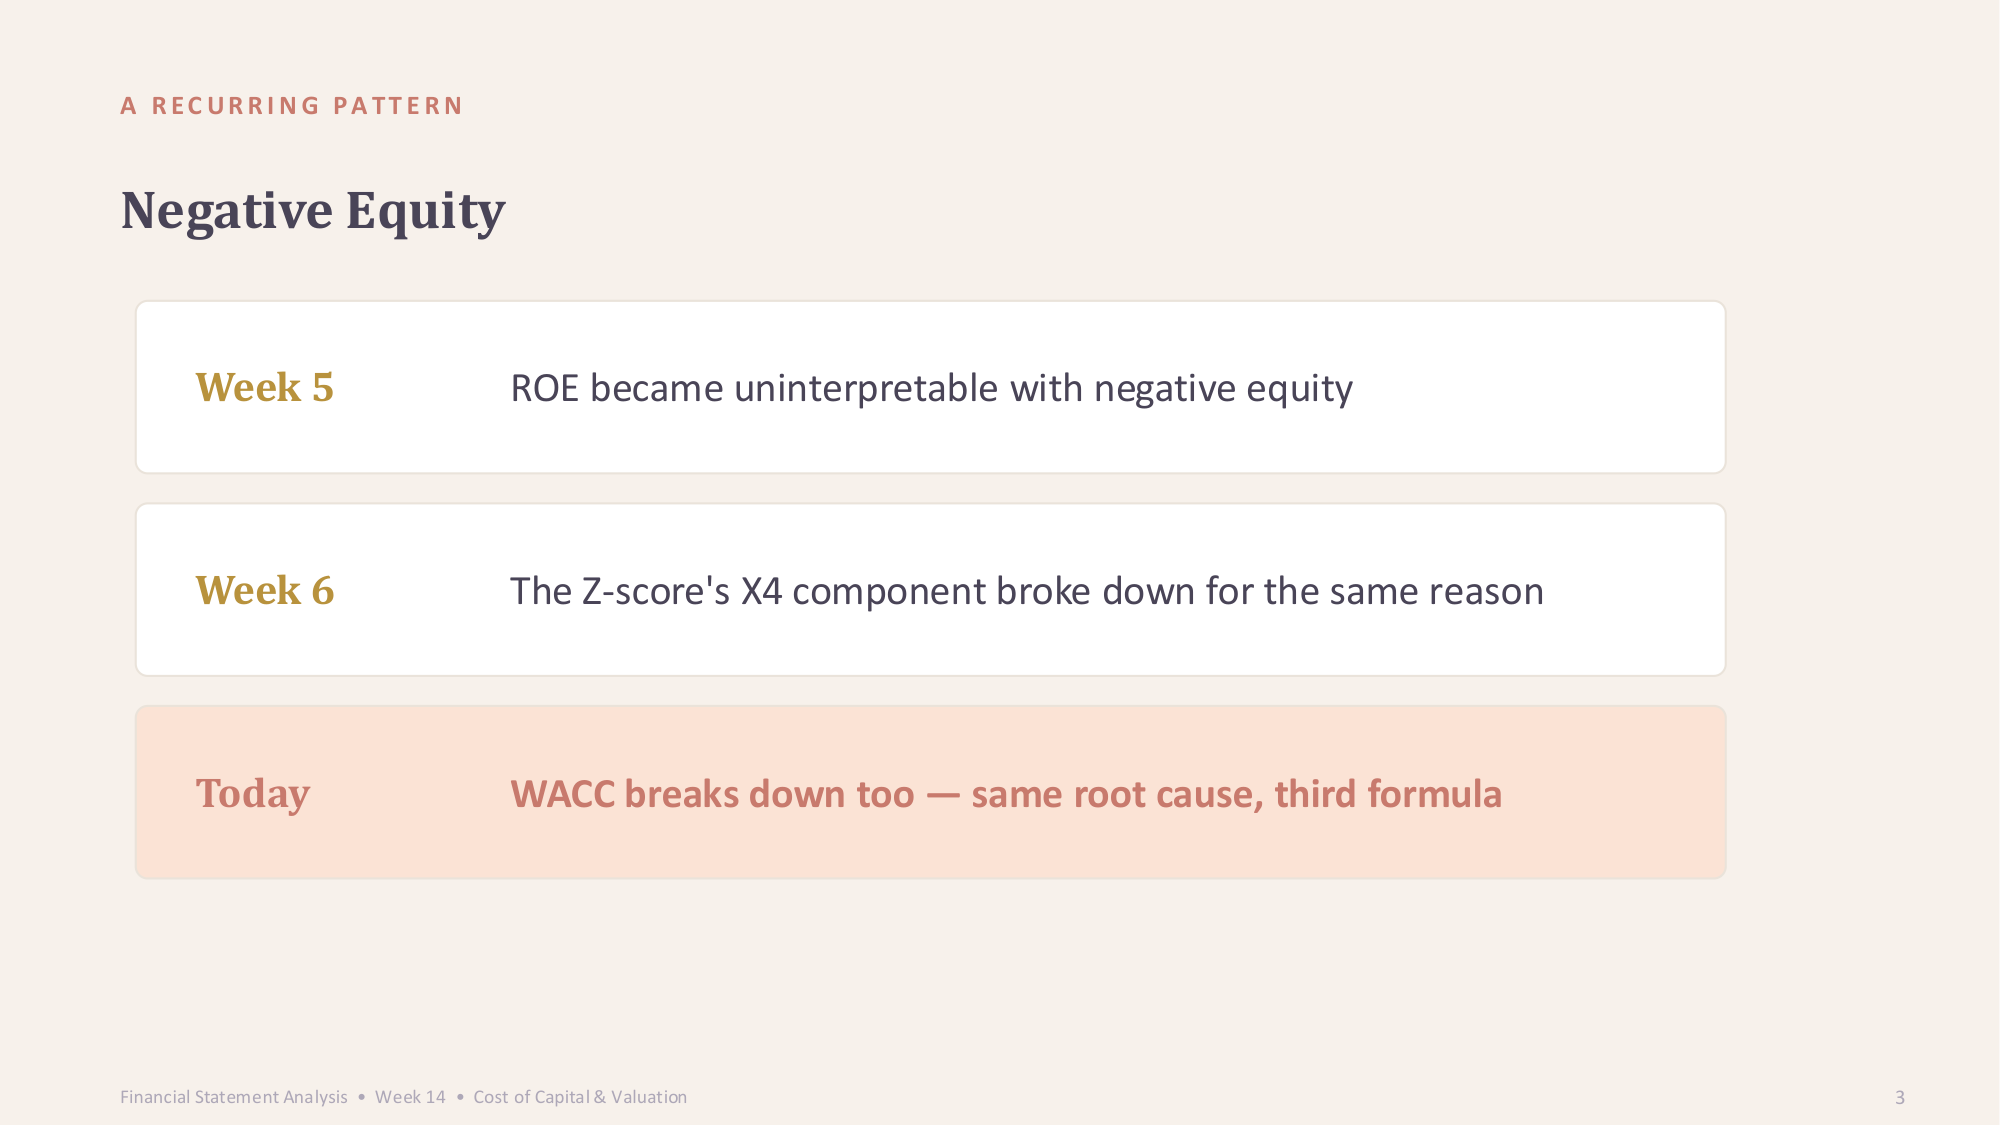 A RECURRING PATTERN
Negative Equity
Week 5 ROE became uninterpretable with negative equity
Week 6 The Z-score's X4 component broke down for the same reason
Today WACC breaks down too — same root cause, third formula
Financial Statement Analysis • Week 14 • Cost of Capital & Valuation 3